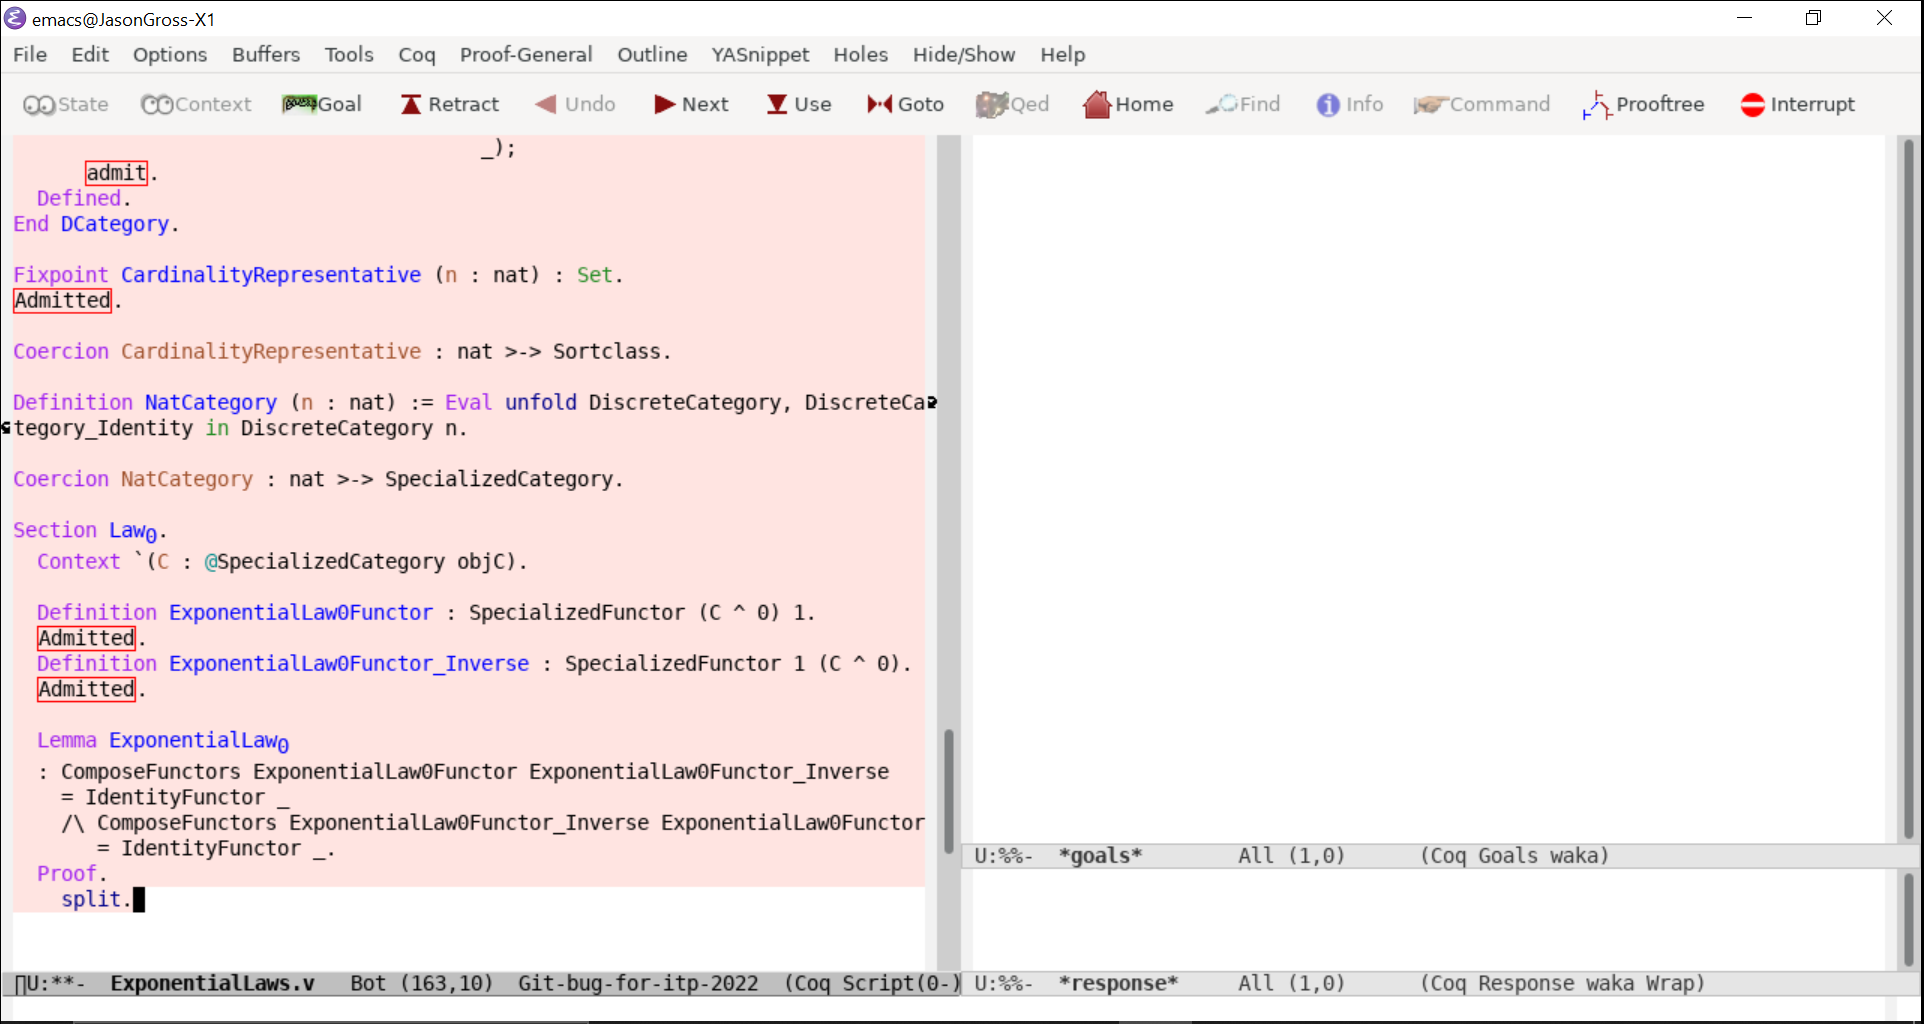 emacs@JasonGross-X1
File Edit Options Buffers Tools Coq Proof-General Outline YASnippet Holes Hide/Show Help
State Context Goal Retract Undo Next Use Goto Qed Home Find Info Command Prooftree Interrupt
_);
admit.
Defined.
End DCategory.
Fixpoint CardinalityRepresentative (n : nat) : Set.
Admitted.
Coercion CardinalityRepresentative : nat >-> Sortclass.
Definition NatCategory (n : nat) := Eval unfold DiscreteCategory, DiscreteCa
tegory_Identity in DiscreteCategory n.
Coercion NatCategory : nat >-> SpecializedCategory.
Section Law₀.
Context `(C : @SpecializedCategory objC).
Definition ExponentialLaw0Functor : SpecializedFunctor (C ^ 0) 1.
Admitted.
Definition ExponentialLaw0Functor_Inverse : SpecializedFunctor 1 (C ^ 0).
Admitted.
Lemma ExponentialLaw₀
: ComposeFunctors ExponentialLaw0Functor ExponentialLaw0Functor_Inverse
= IdentityFunctor _
/\ ComposeFunctors ExponentialLaw0Functor_Inverse ExponentialLaw0Functor
= IdentityFunctor _.
Proof.
split.
U:**- ExponentialLaws.v Bot (163,10) Git-bug-for-itp-2022 (Coq Script(0-)
U:%%- *goals* All (1,0) (Coq Goals waka)
U:%%- *response* All (1,0) (Coq Response waka Wrap)